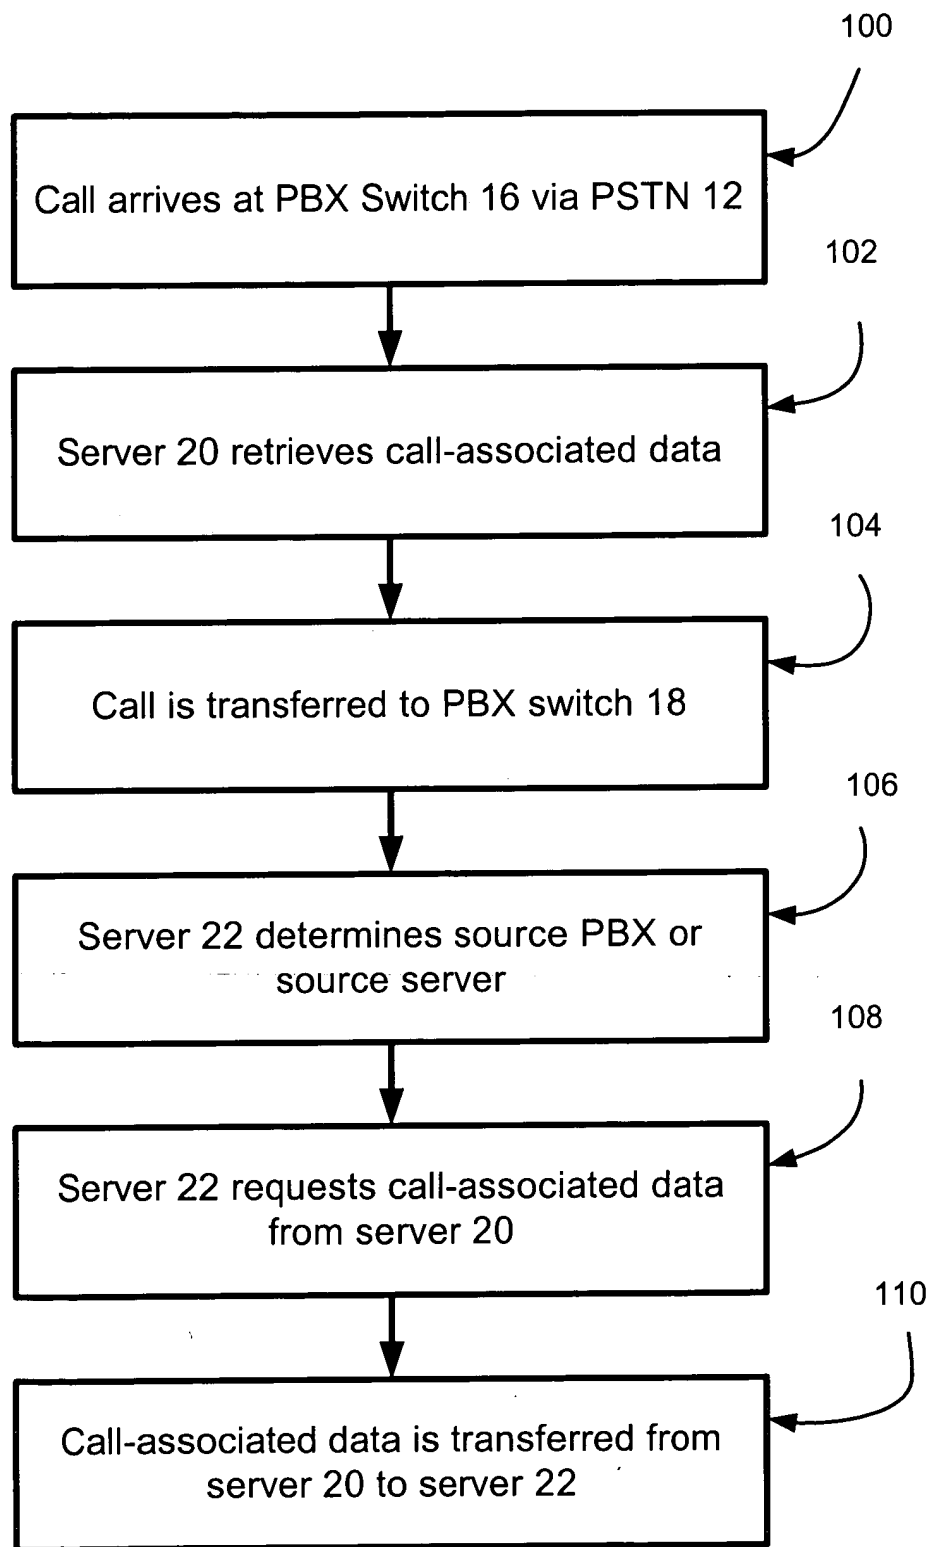 100
Call arrives at PBX Switch 16 via PSTN 12
102
Server 20 retrieves call-associated data
104
Call is transferred to PBX switch 18
106
Server 22 determines source PBX or
source server
108
Server 22 requests call-associated data
from server 20
110
Call-associated data is transferred from
server 20 to server 22